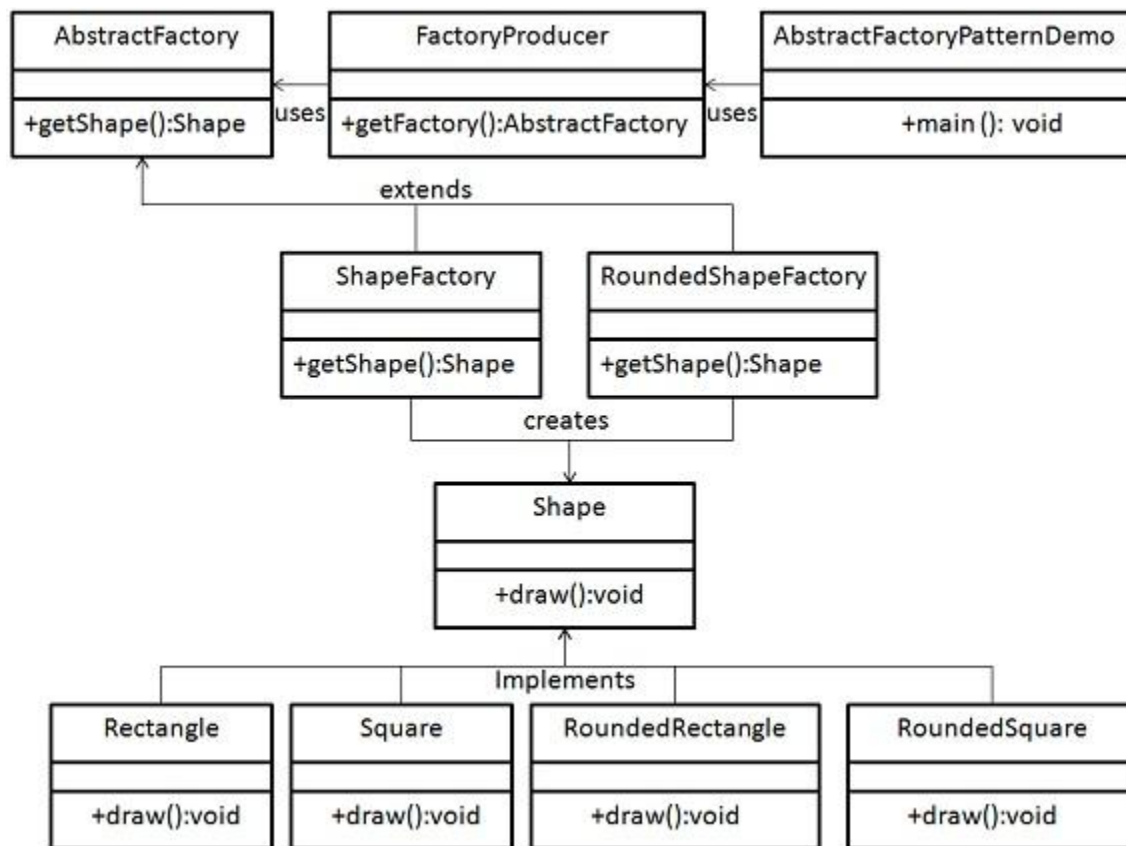 AbstractFactory
FactoryProducer
AbstractFactoryPatternDemo
+getShape():Shape
uses
+getFactory():AbstractFactory
uses
+main (): void
extends
ShapeFactory
RoundedShapeFactory
+getShape():Shape
+getShape():Shape
creates
Shape
+draw():void
Implements
Rectangle
Square
RoundedRectangle
RoundedSquare
+draw():void
+draw():void
+draw():void
+draw():void